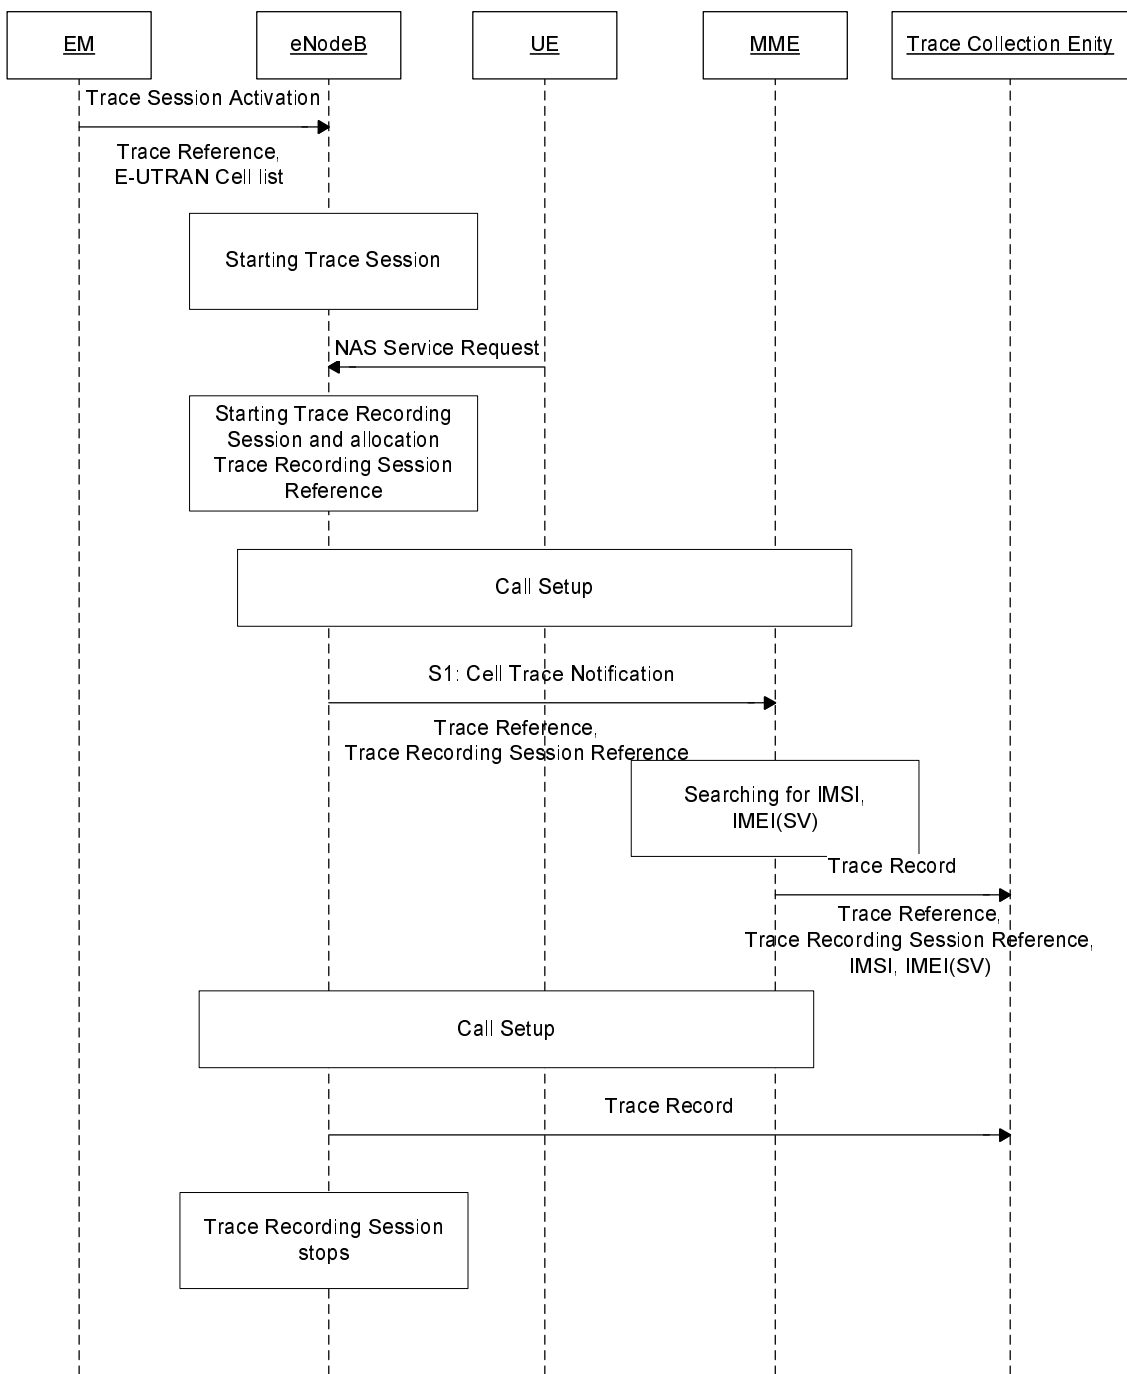 EM
eNodeB
UE
MME
Trace Collection Enity
Trace Session Activation
Trace Reference,
E-UTRAN Cell list
Starting Trace Session
NAS Service Request
Starting Trace Recording
Session and allocation
Trace Recording Session
Reference
Call Setup
S1: Cell Trace Notification
Trace Reference,
Trace Recording Session Reference
Searching for IMSI,
IMEI(SV)
Trace Record
Trace Reference,
Trace Recording Session Reference,
IMSI, IMEI(SV)
Call Setup
Trace Record
Trace Recording Session
stops